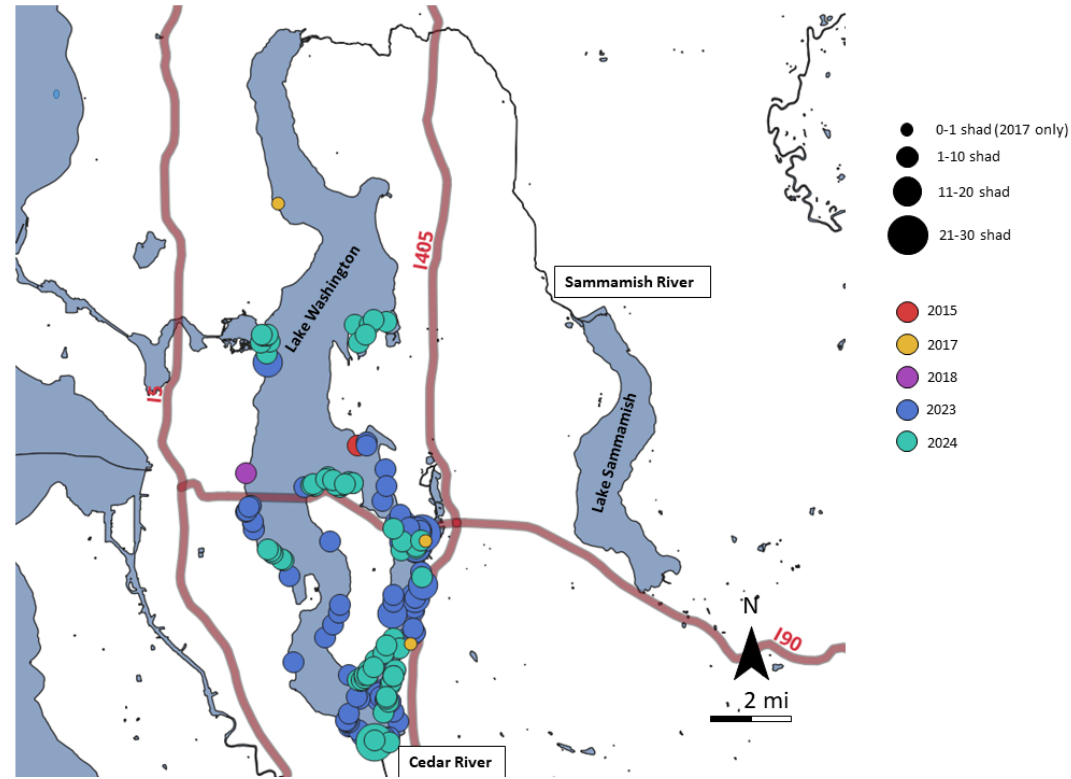 I405
Lake Washington
Sammamish River
I5
Lake Sammamish
N
I90
2 mi
Cedar River
0-1 shad (2017 only)
1-10 shad
11-20 shad
21-30 shad
2015
2017
2018
2023
2024